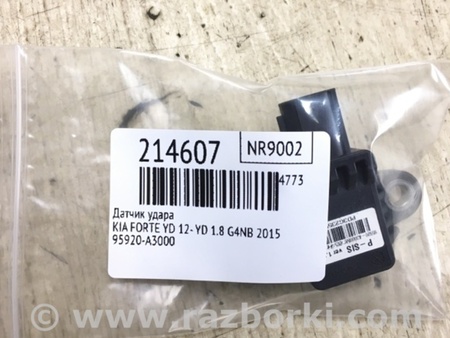 214607
NR9002
4773
Датчик удара
KIA FORTE YD 12- YD 1.8 G4NB 2015
95920-A3000
P-SIS
www.razborki.com